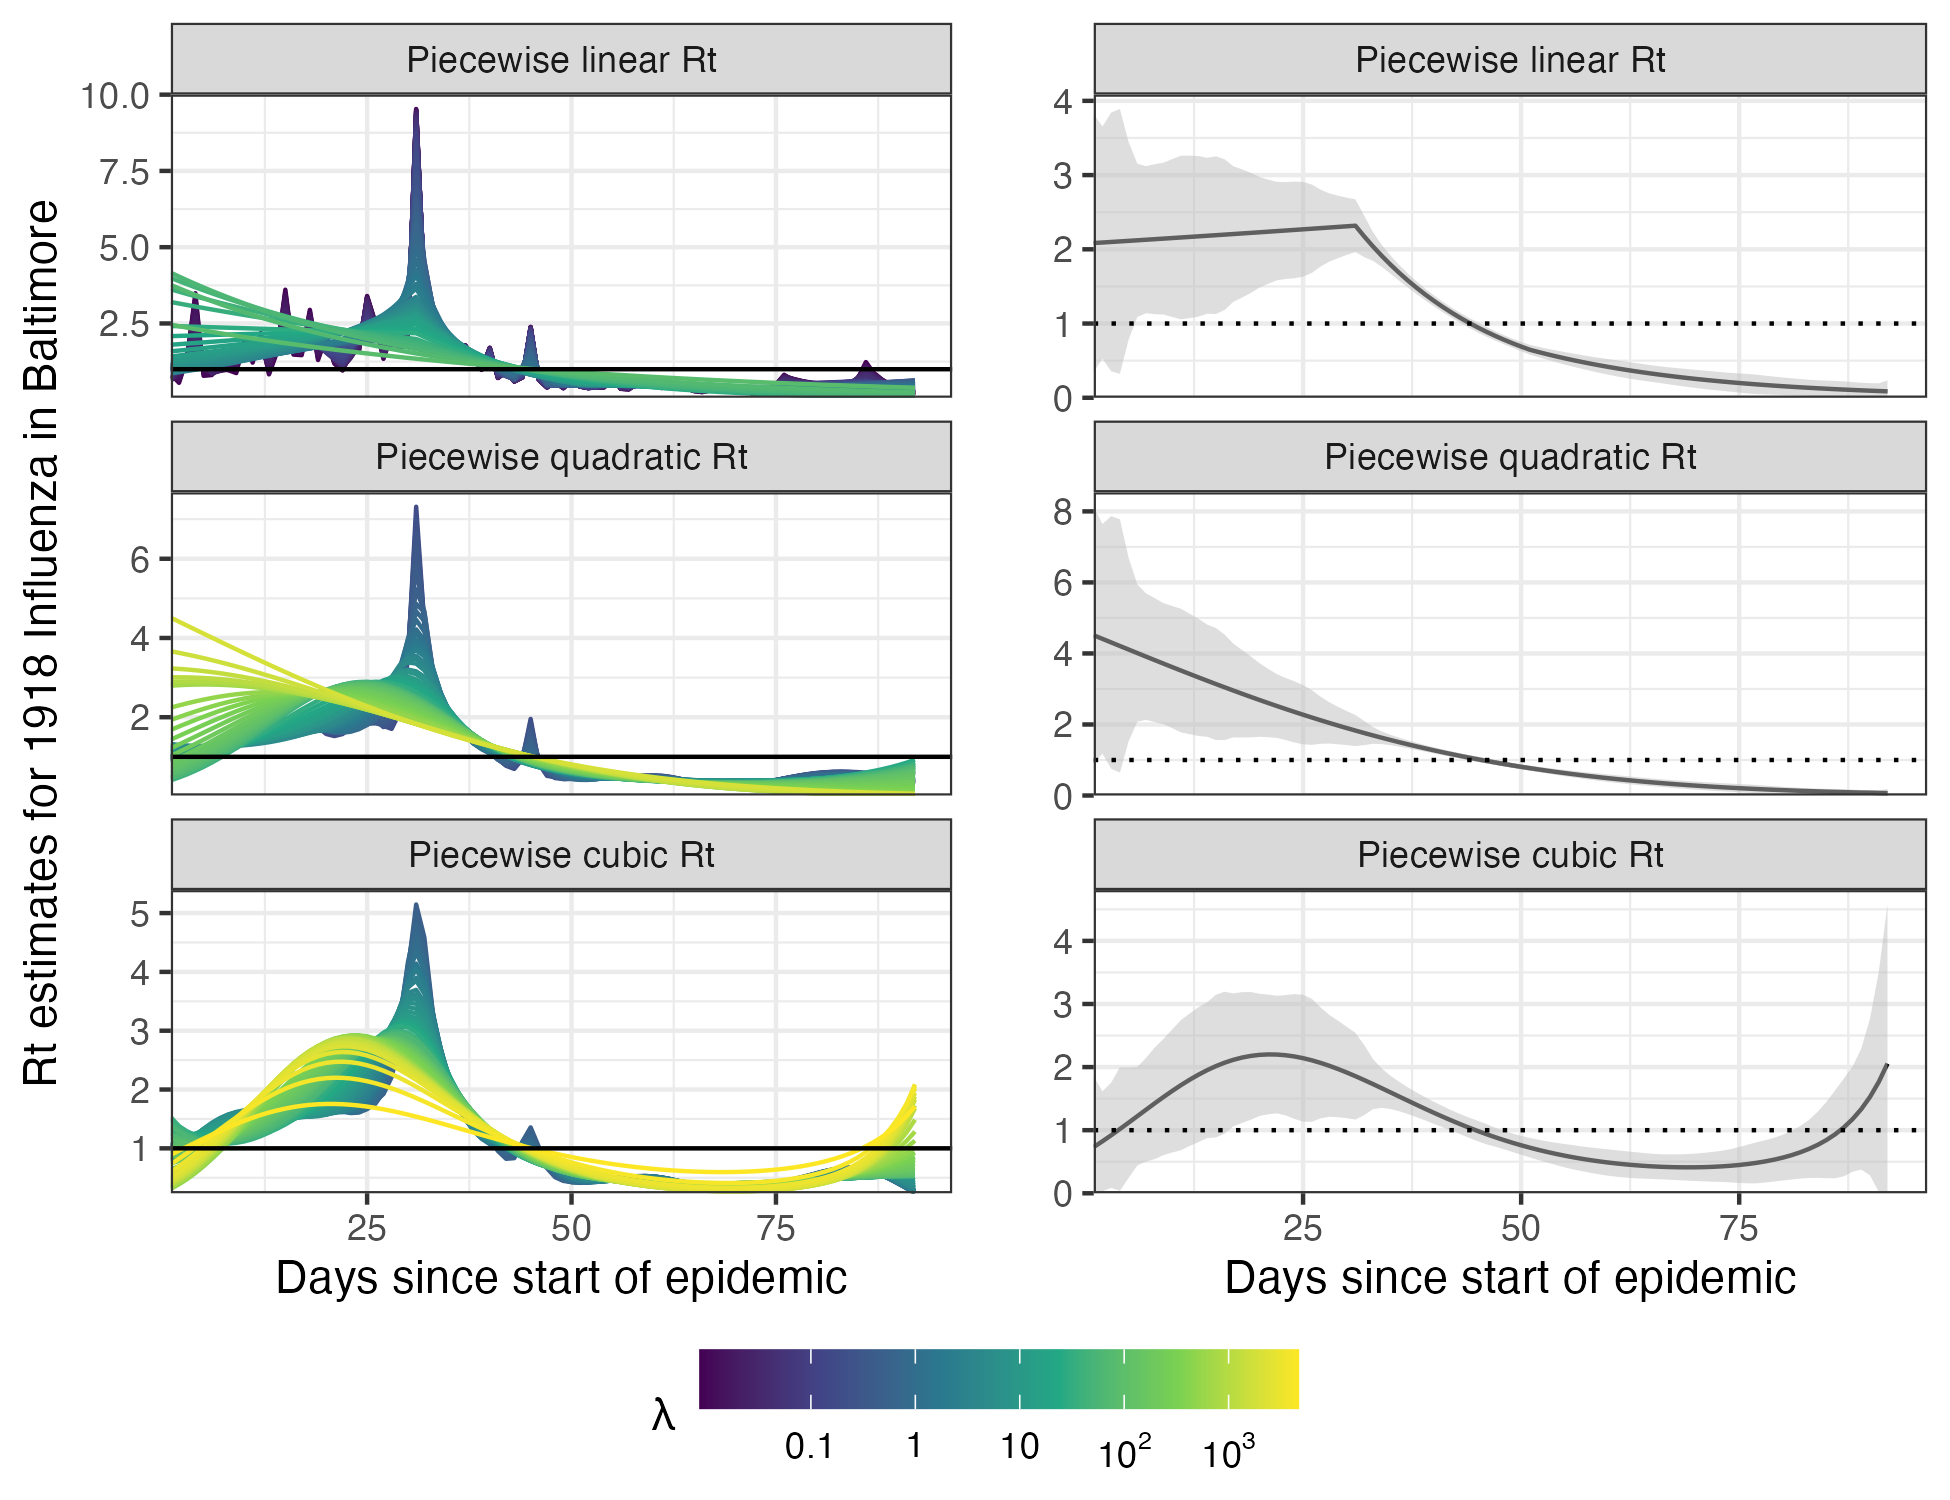 Rt estimates for 1918 Influenza in Baltimore
Piecewise linear Rt
10.0
7.5
5.0
2.5
Piecewise quadratic Rt
6
4
2
Piecewise cubic Rt
5
4
3
2
1
25 50 75
Days since start of epidemic
Piecewise linear Rt
4
3
2
1
0
Piecewise quadratic Rt
8
6
4
2
0
Piecewise cubic Rt
4
3
2
1
0
25 50 75
Days since start of epidemic
λ
0.1 1 10 10² 10³